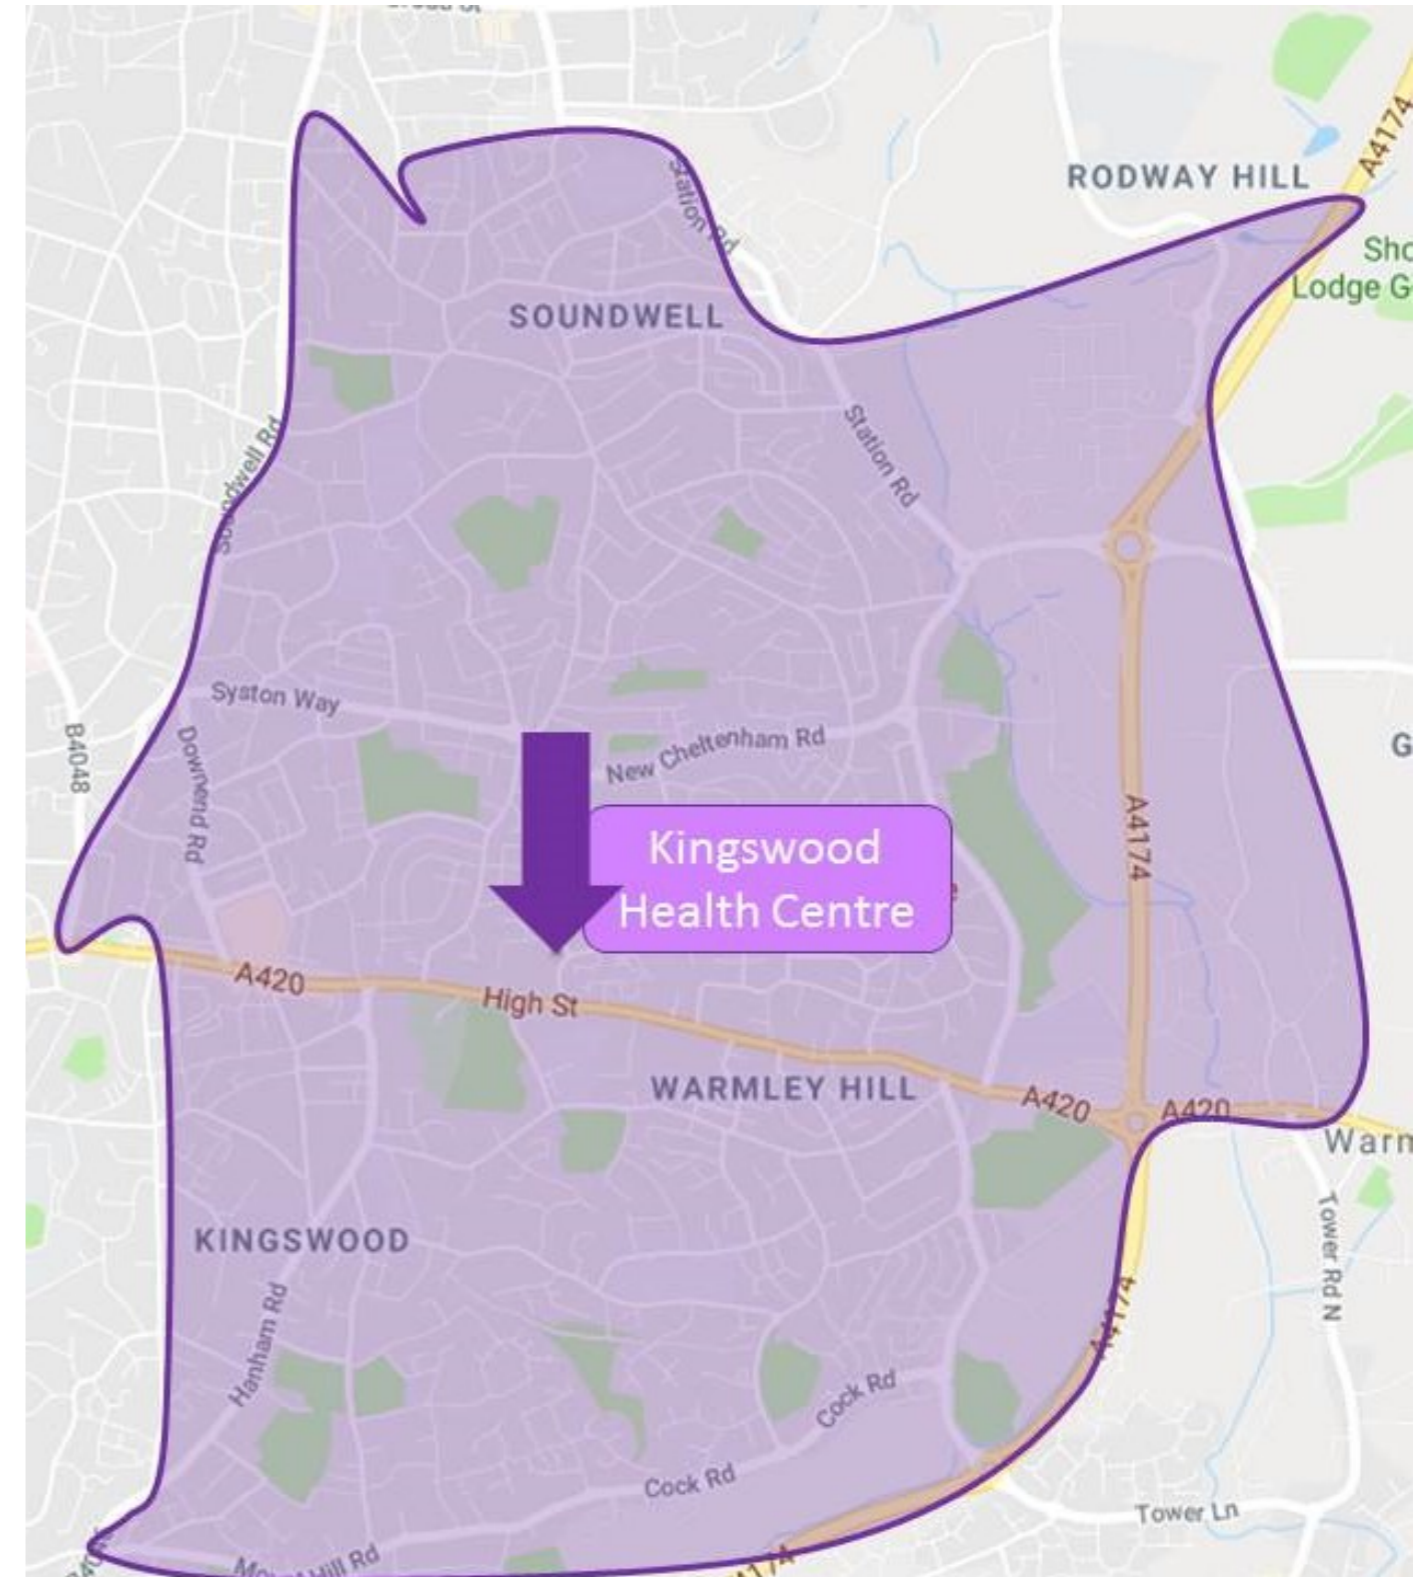 RODWAY HILL
A4174
Station Rd
Sho
Lodge G
SOUNDWELL
Station Rd
Soundwell Rd
Syston Way
B4048
Downend Rd
New Cheltenham Rd
G
A4174
Kingswood
Health Centre
A420
High St
WARMLEY HILL
A420
A420
Warm
Tower Rd N
KINGSWOOD
A4174
Hanham Rd
Cock Rd
Cock Rd
Tower Ln
Hill Rd